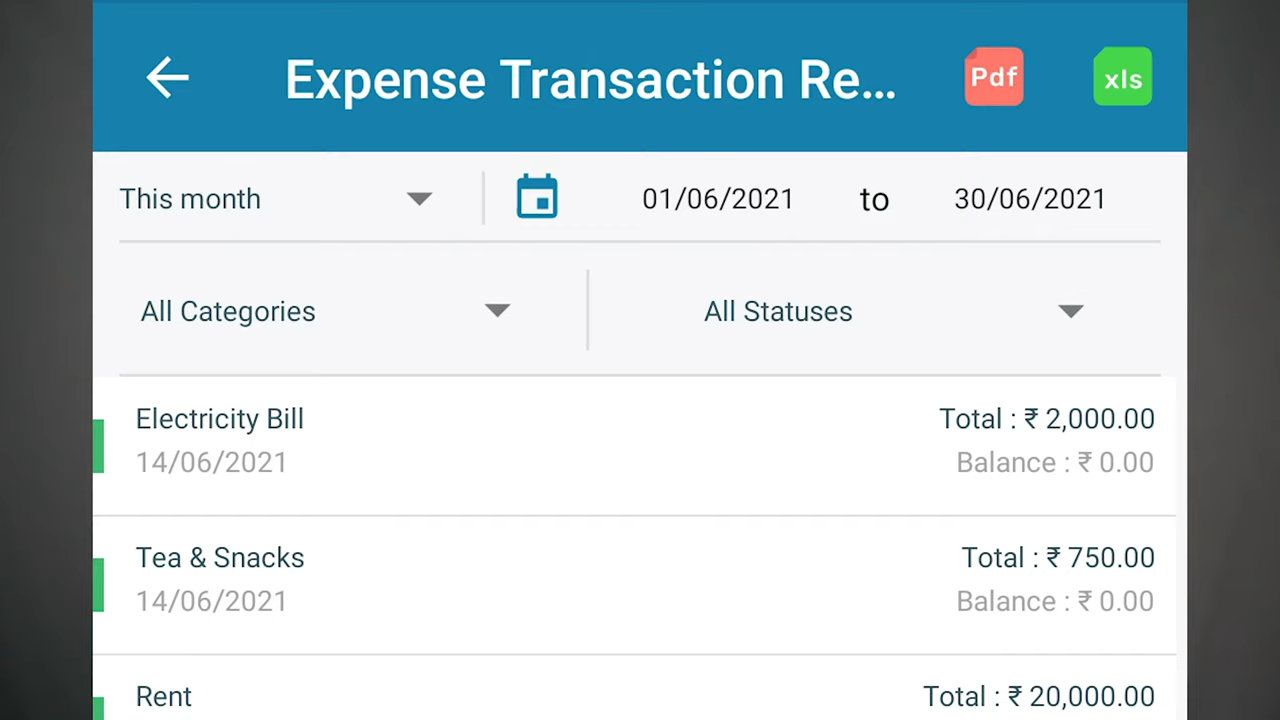 Expense Transaction Re...
Pdf
xls
This month
01/06/2021 to 30/06/2021
All Categories
All Statuses
Electricity Bill
Total : ₹ 2,000.00
14/06/2021
Balance : ₹ 0.00
Tea & Snacks
Total : ₹ 750.00
14/06/2021
Balance : ₹ 0.00
Rent
Total : ₹ 20,000.00